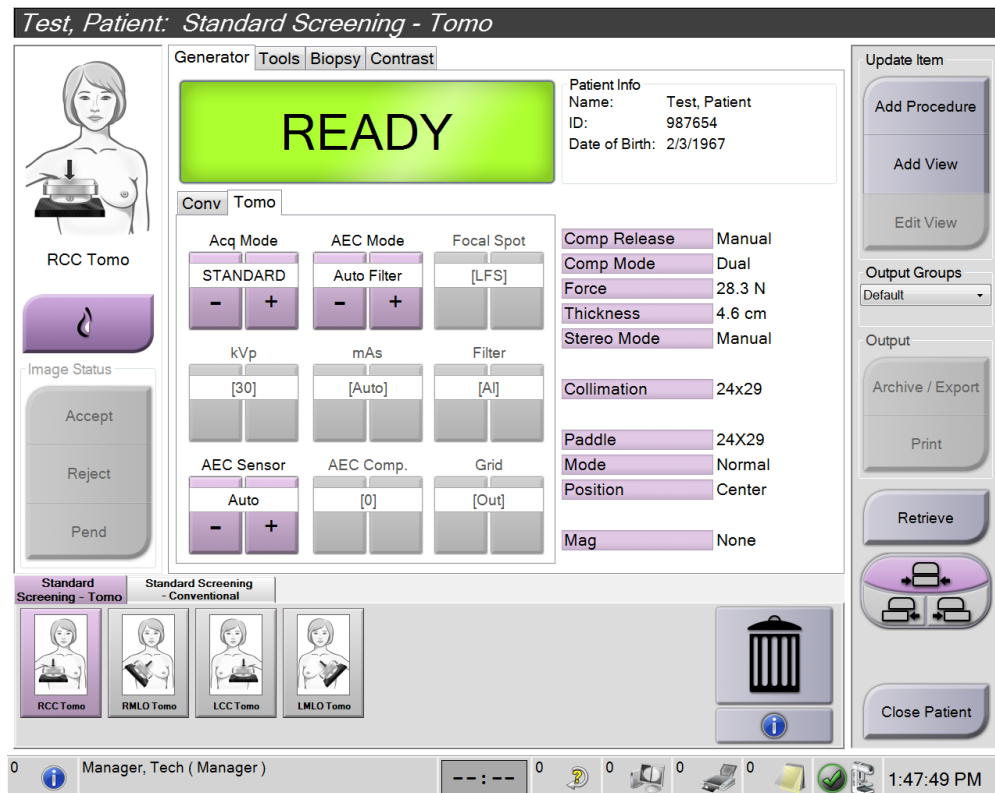 Test, Patient: Standard Screening - Tomo
RCC Tomo
Image Status
Accept
Reject
Pend
Generator Tools Biopsy Contrast
READY
Patient Info
Name: Test, Patient
ID: 987654
Date of Birth: 2/3/1967
Conv Tomo
Acq Mode AEC Mode Focal Spot
STANDARD Auto Filter [LFS]
- + - +
kVp mAs Filter
[30] [Auto] [Al]
AEC Sensor AEC Comp. Grid
Auto [0] [Out]
- +
Comp Release Manual
Comp Mode Dual
Force 28.3 N
Thickness 4.6 cm
Stereo Mode Manual
Collimation 24x29
Paddle 24X29
Mode Normal
Position Center
Mag None
Update Item
Add Procedure
Add View
Edit View
Output Groups
Default
Output
Archive / Export
Print
Retrieve
Close Patient
Standard
Screening - Tomo
Standard Screening
- Conventional
RCC Tomo RMLO Tomo LCC Tomo LMLO Tomo
0 Manager, Tech ( Manager ) --:-- 0 0 0 0 1:47:49 PM